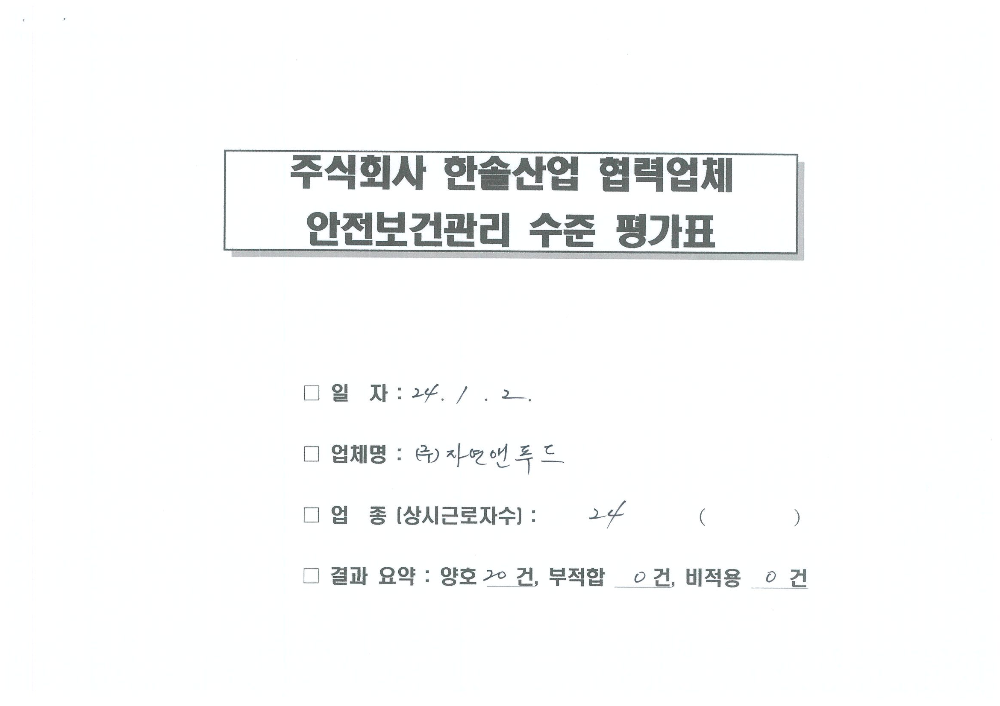 주식회사 한솔산업 협력업체
안전보건관리 수준 평가표
□ 일 자 : 24. 1 . 2.
□ 업체명 : (주)자연앤푸드
□ 업 종 (상시근로자수) : 24 ( )
□ 결과 요약 : 양호 20 건, 부적합 0 건, 비적용 0 건